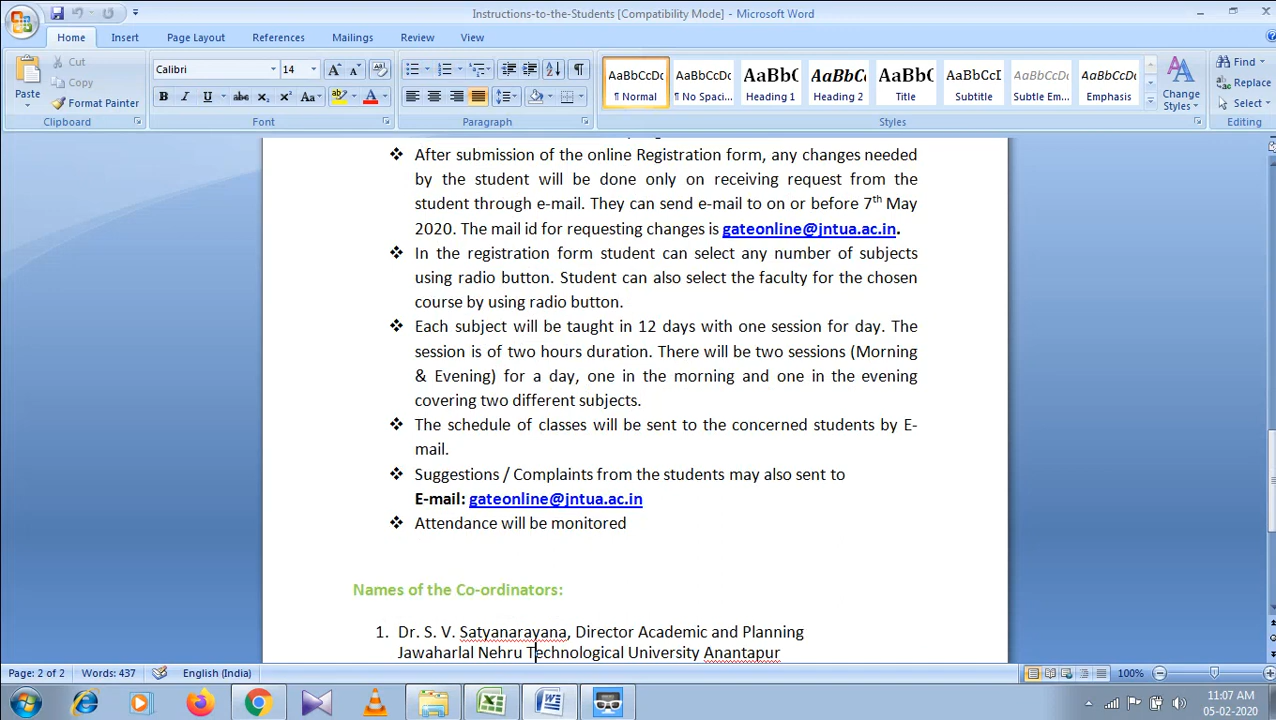 Instructions-to-the-Students [Compatibility Mode] - Microsoft Word
Home Insert Page Layout References Mailings Review View
Paste
Cut
Copy
Format Painter
Clipboard
Calibri 14
Font
Paragraph
AaBbCcDc AaBbCcDc AaBbC AaBbCc AaBbC AaBbCcI AaBbCcDc AaBbCcDc
¶ Normal ¶ No Spaci... Heading 1 Heading 2 Title Subtitle Subtle Em... Emphasis
Change Styles
Styles
Find
Replace
Select
Editing
❖ After submission of the online Registration form, any changes needed
by the student will be done only on receiving request from the
student through e-mail. They can send e-mail to on or before 7th May
2020. The mail id for requesting changes is gateonline@jntua.ac.in.
❖ In the registration form student can select any number of subjects
using radio button. Student can also select the faculty for the chosen
course by using radio button.
❖ Each subject will be taught in 12 days with one session for day. The
session is of two hours duration. There will be two sessions (Morning
& Evening) for a day, one in the morning and one in the evening
covering two different subjects.
❖ The schedule of classes will be sent to the concerned students by E-
mail.
❖ Suggestions / Complaints from the students may also sent to
E-mail: gateonline@jntua.ac.in
❖ Attendance will be monitored
Names of the Co-ordinators:
1. Dr. S. V. Satyanarayana, Director Academic and Planning
Jawaharlal Nehru Technological University Anantapur
Page: 2 of 2 Words: 437 English (India) 100%
11:07 AM
05-02-2020